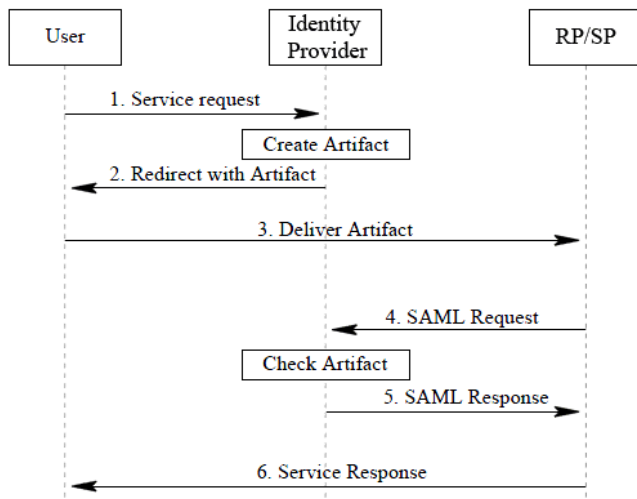 User
Identity
Provider
RP/SP
1. Service request
Create Artifact
2. Redirect with Artifact
3. Deliver Artifact
4. SAML Request
Check Artifact
5. SAML Response
6. Service Response